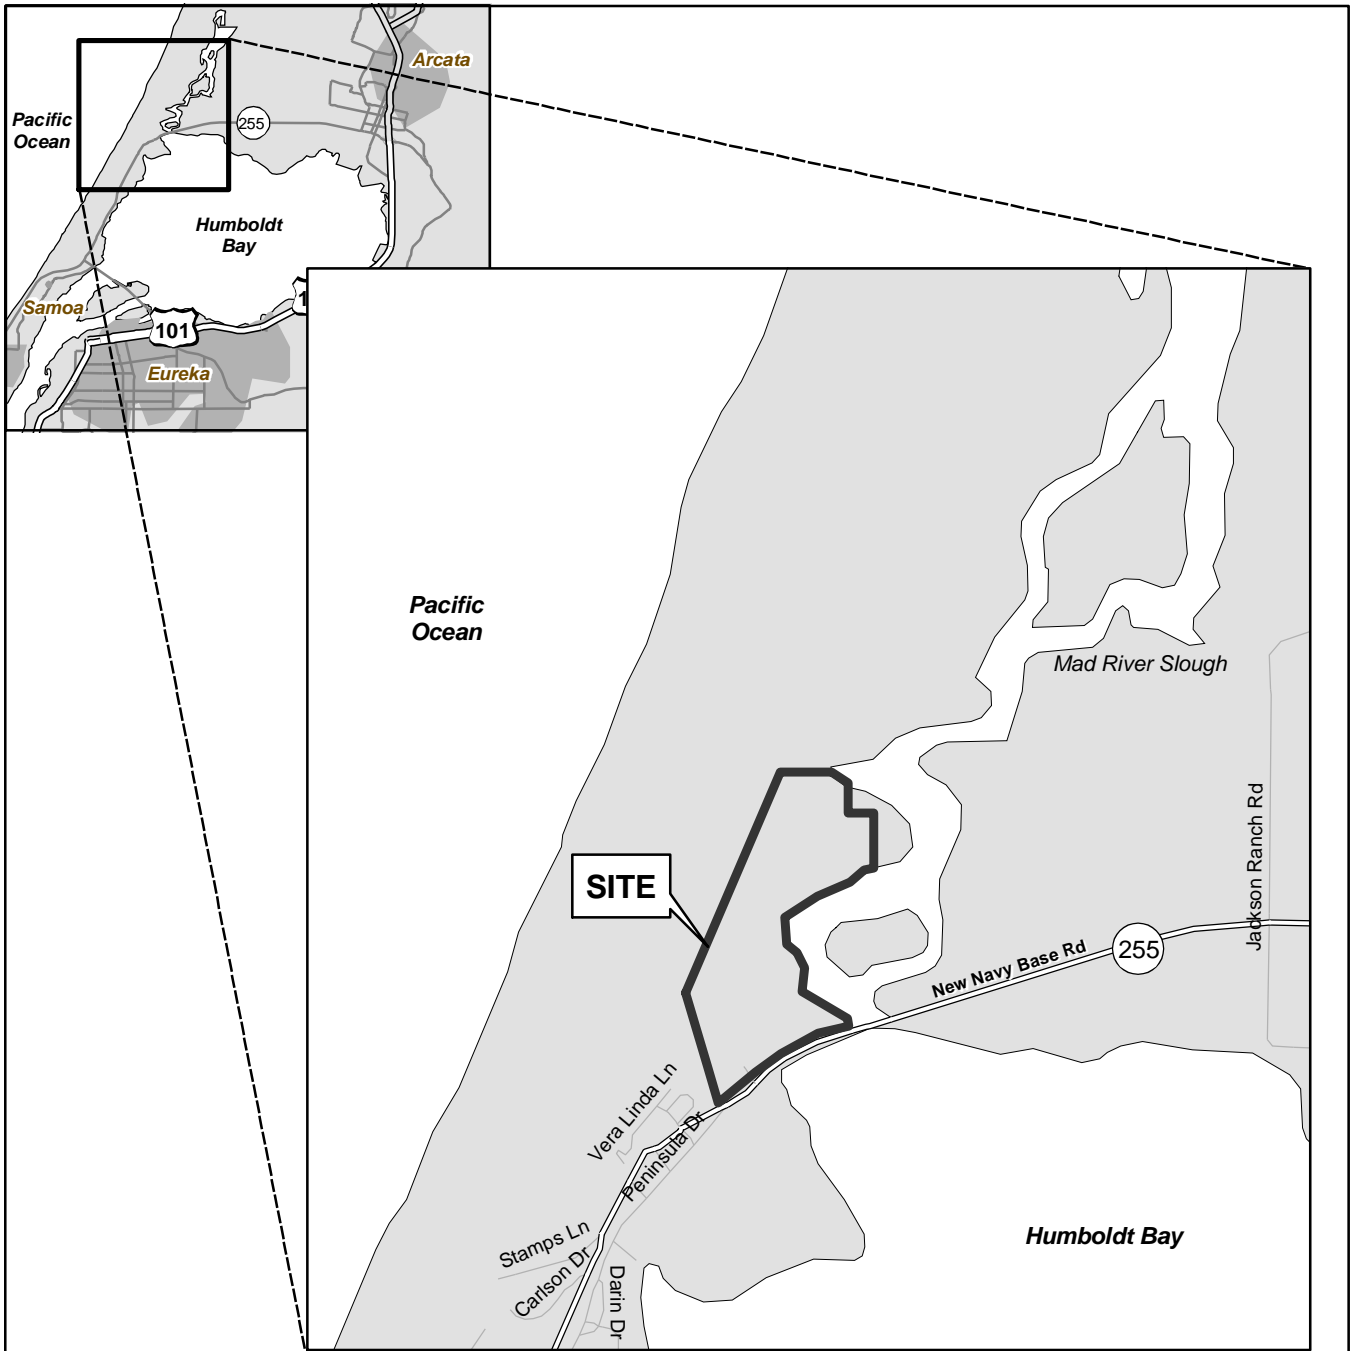 Arcata
Pacific
Ocean
255
Humboldt
Bay
Samoa
1
101
Eureka
Pacific
Ocean
Mad River Slough
Jackson Ranch Rd
SITE
255
New Navy Base Rd
Vera Linda Ln
Peninsula Dr
Humboldt Bay
Stamps Ln
Carlson Dr
Darin Dr